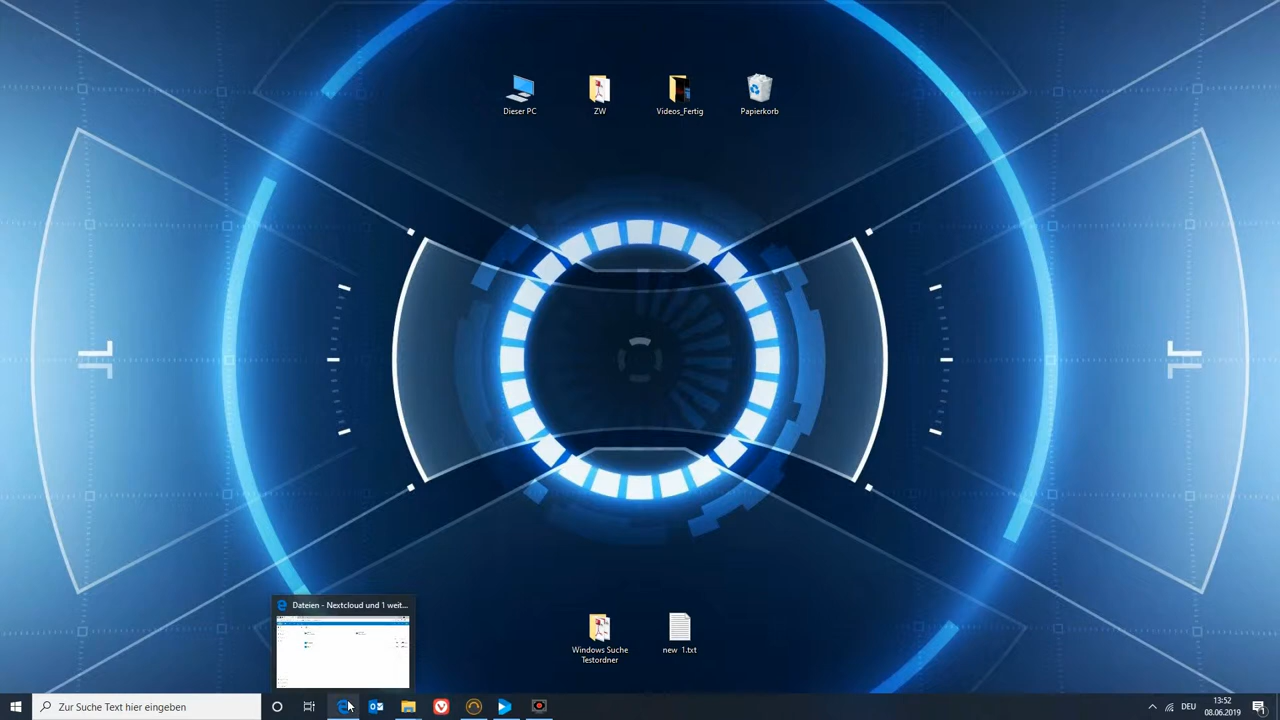 Dieser PC
ZW
Videos_Fertig
Papierkorb
Dateien - Nextcloud und 1 weit...
Windows Suche
Testordner
new 1.txt
Zur Suche Text hier eingeben
DEU
13:52
08.06.2019
1